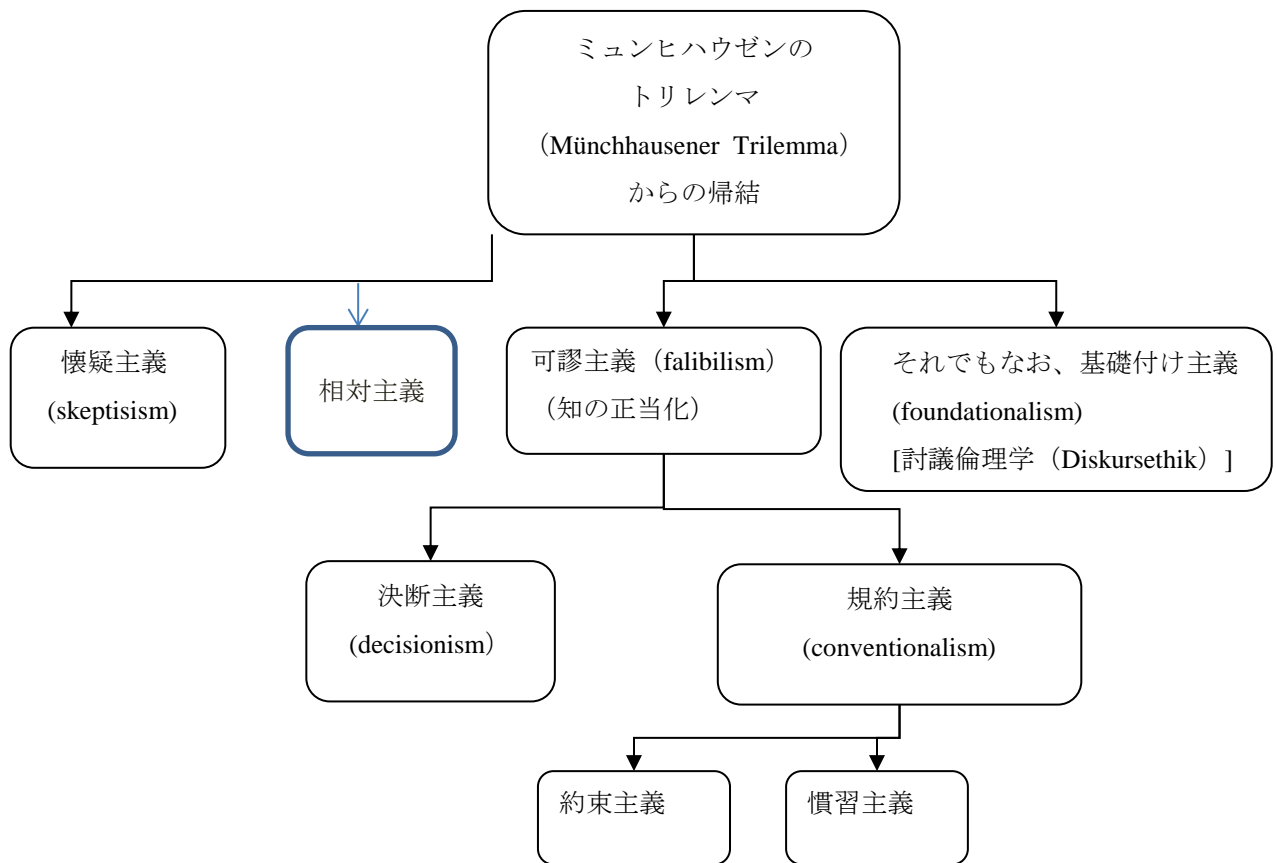 ミュンヒハウゼンの
トリレンマ
（Münchhausener Trilemma）
からの帰結
懐疑主義
(skeptisism)
相対主義
可謬主義（falibilism）
（知の正当化）
それでもなお、基礎付け主義
(foundationalism)
[討議倫理学（Diskursethik）]
決断主義
(decisionism）
規約主義
(conventionalism)
約束主義
慣習主義